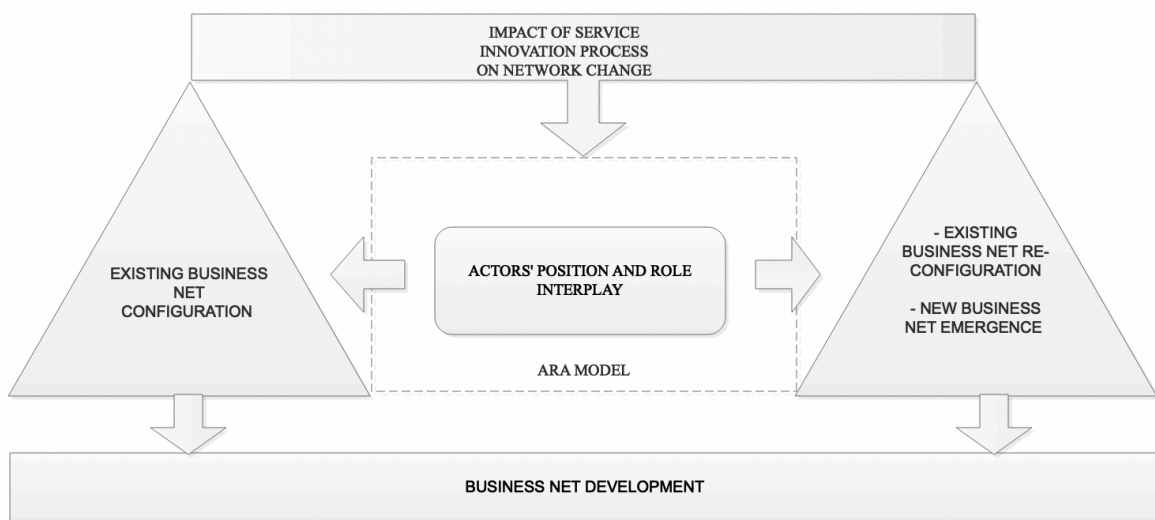 IMPACT OF SERVICE
INNOVATION PROCESS
ON NETWORK CHANGE
EXISTING BUSINESS
NET
CONFIGURATION
ACTORS' POSITION AND ROLE
INTERPLAY
ARA MODEL
- EXISTING
BUSINESS NET RE-
CONFIGURATION
- NEW BUSINESS
NET EMERGENCE
BUSINESS NET DEVELOPMENT